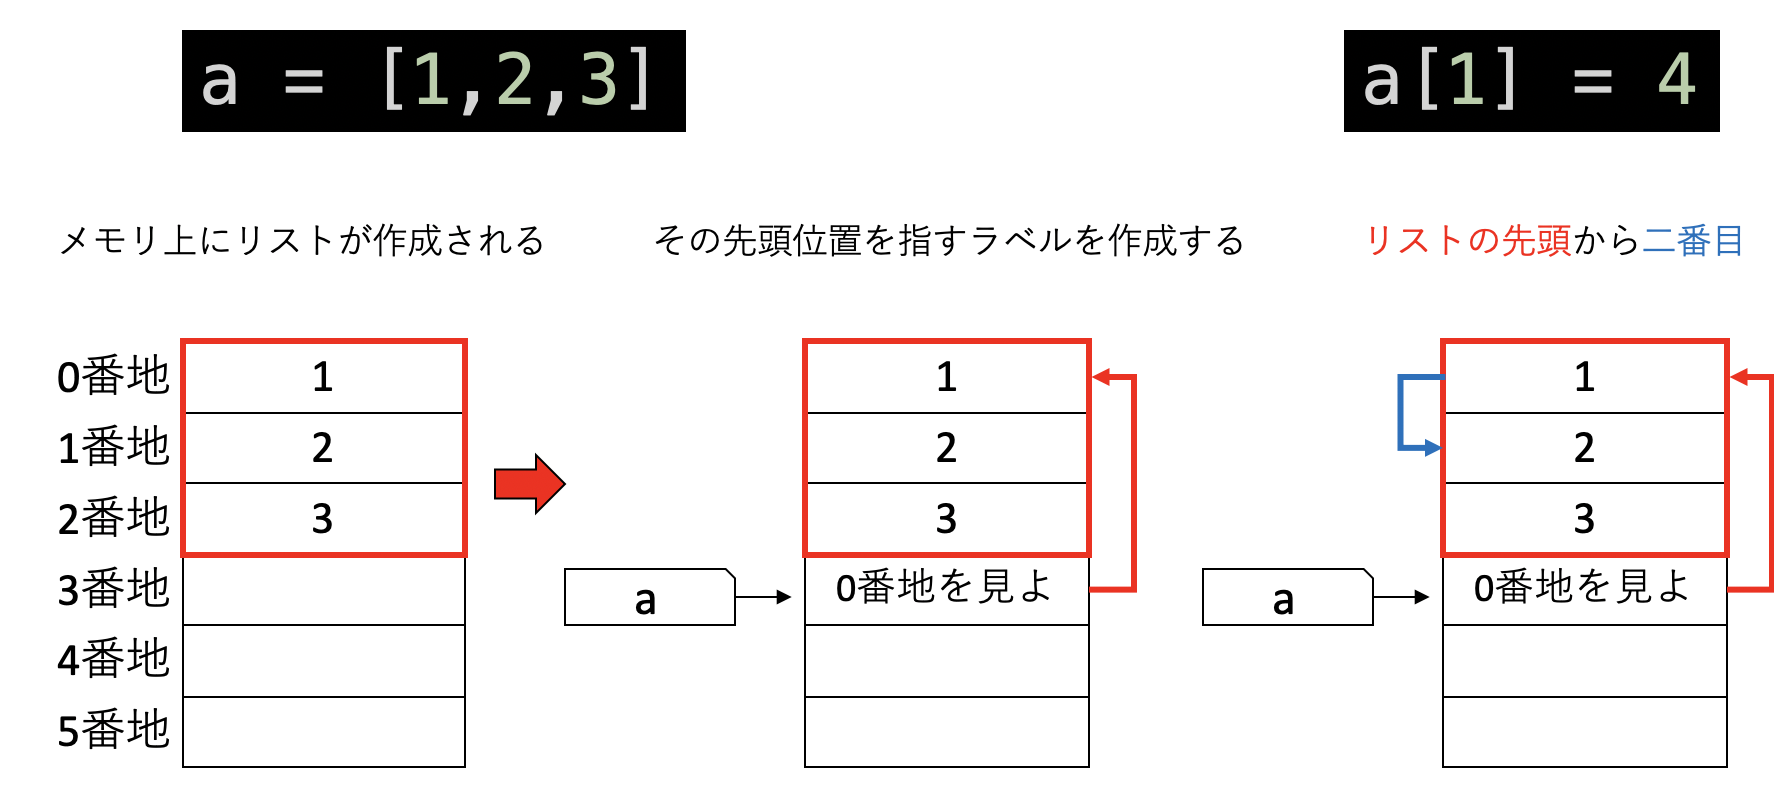 a = [1,2,3]
a[1] = 4
メモリ上にリストが作成される
その先頭位置を指すラベルを作成する
リストの先頭から二番目
0番地
1
1番地
2
2番地
3
3番地
4番地
5番地
1
2
3
a
0番地を見よ
1
2
3
a
0番地を見よ